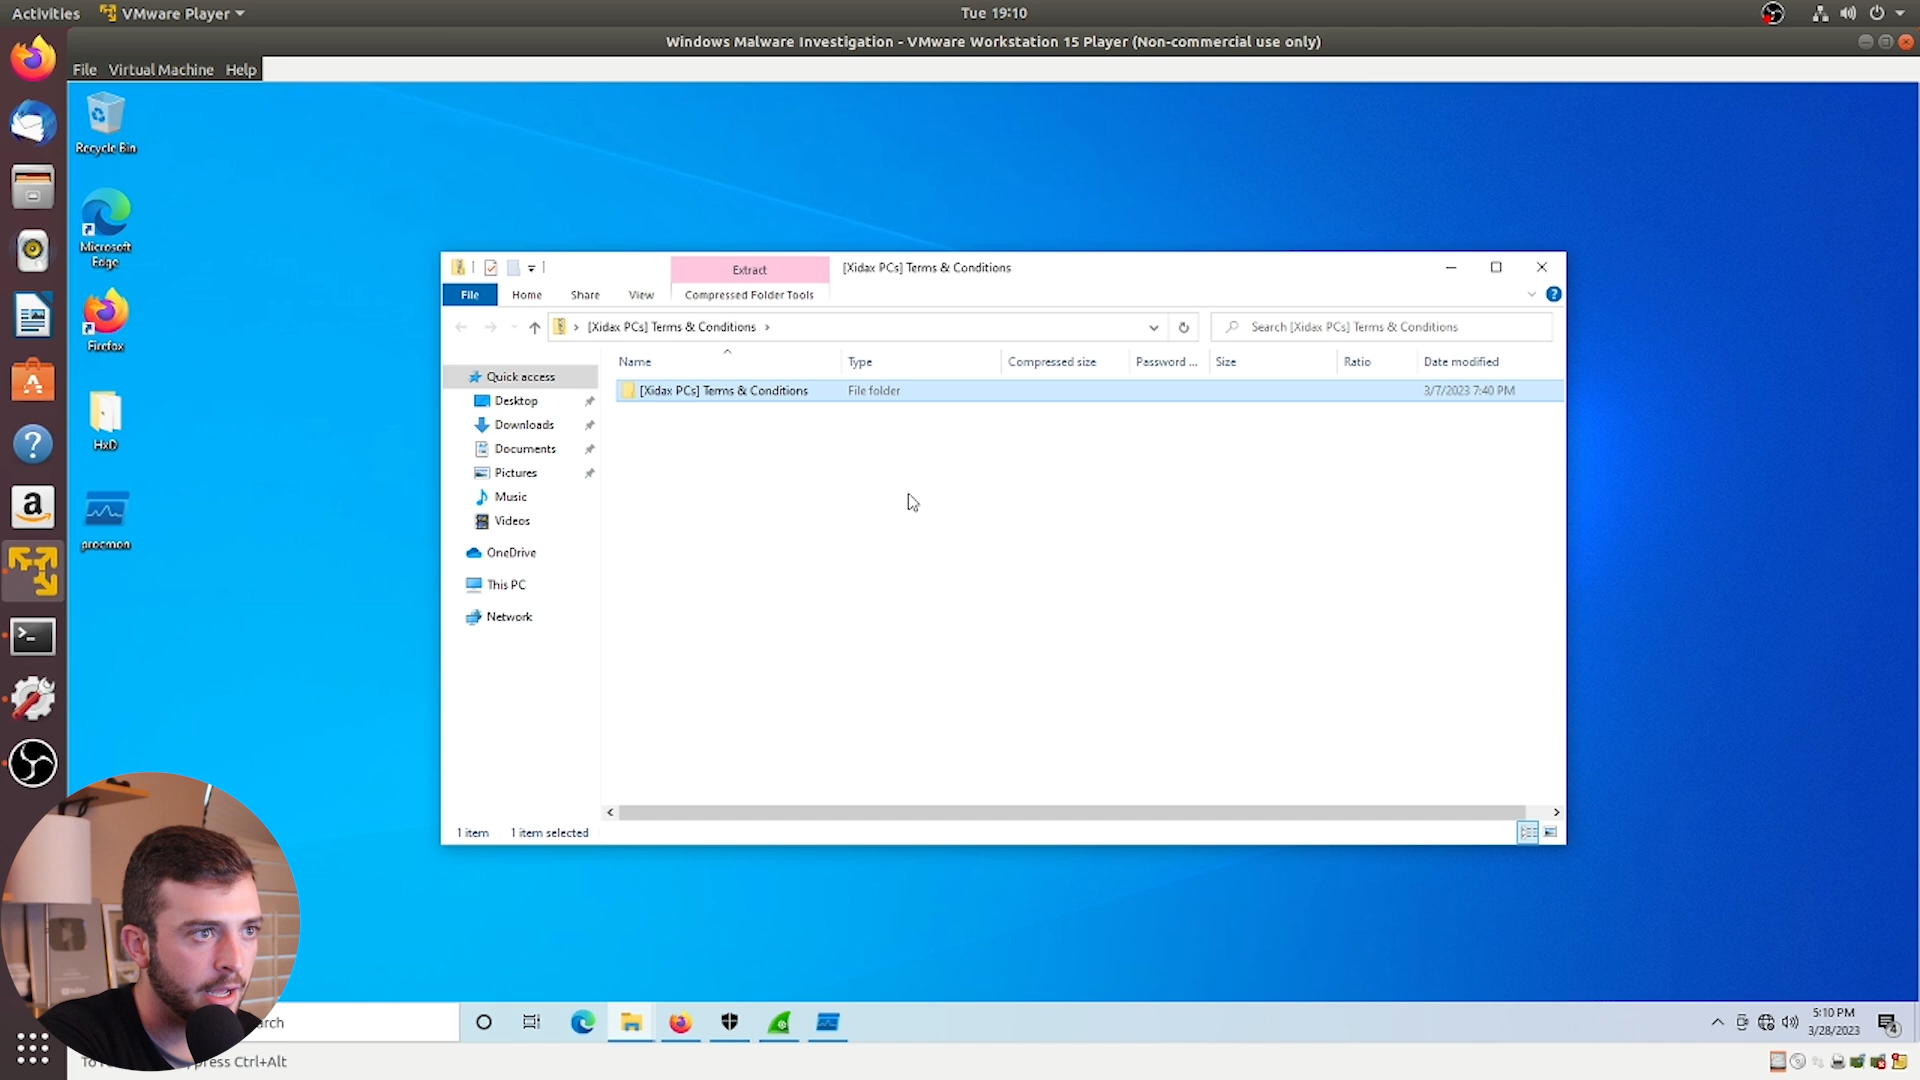 Activities VMware Player Tue 19:10
Windows Malware Investigation - VMware Workstation 15 Player (Non-commercial use only)
File Virtual Machine Help
Recycle Bin
Microsoft
Edge
Firefox
HxD
procmon
Extract [Xidax PCs] Terms & Conditions
File Home Share View Compressed Folder Tools
[Xidax PCs] Terms & Conditions Search [Xidax PCs] Terms & Conditions
Name Type Compressed size Password ... Size Ratio Date modified
[Xidax PCs] Terms & Conditions File folder 3/7/2023 7:40 PM
Quick access
Desktop
Downloads
Documents
Pictures
Music
Videos
OneDrive
This PC
Network
1 item 1 item selected
arch
5:10 PM
3/28/2023
4
press Ctrl+Alt